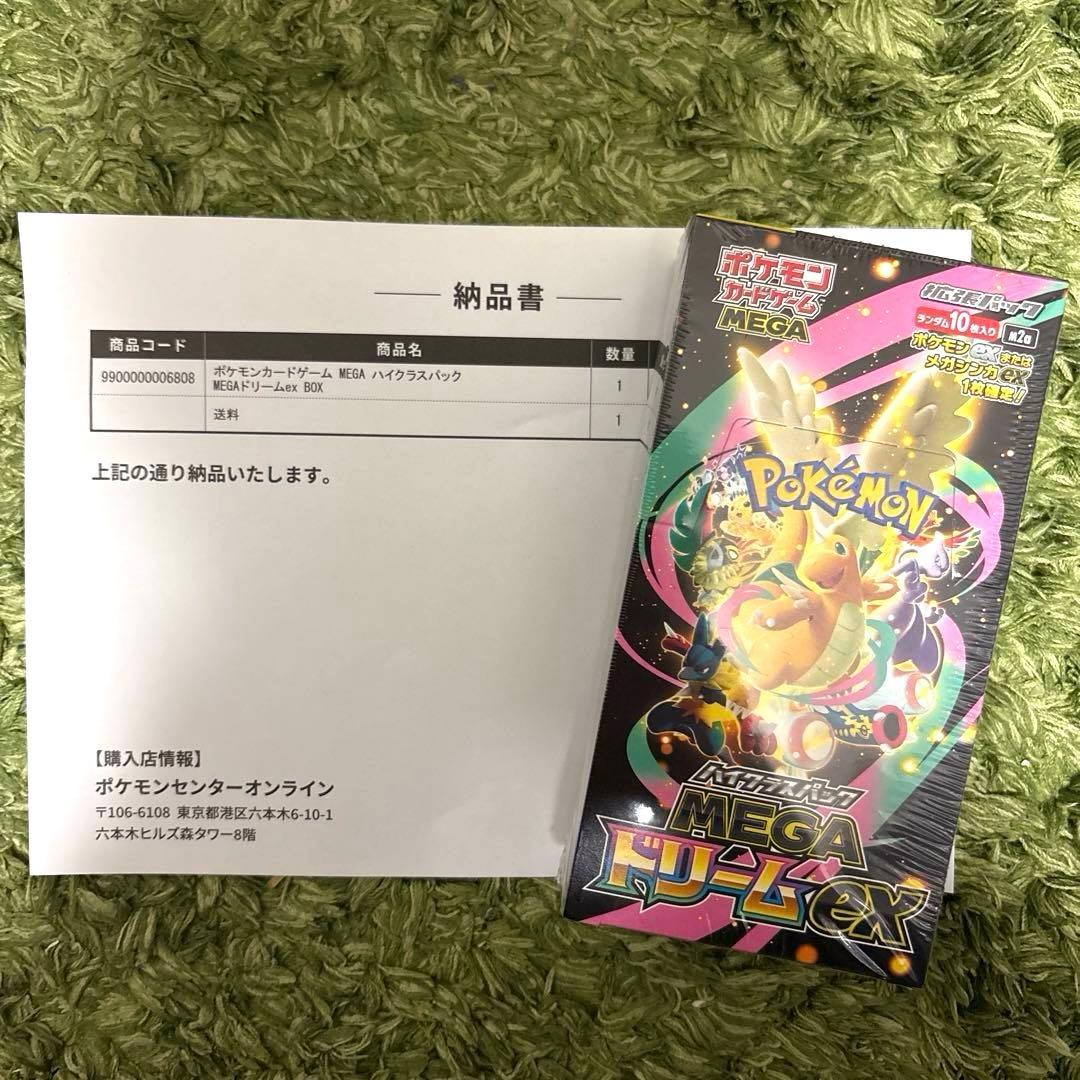 納品書
商品コード 商品名 数量
9900000006808 ポケモンカードゲーム MEGA ハイクラスパック
MEGAドリームex BOX 1
送料 1
上記の通り納品いたします。
【購入店情報】
ポケモンセンターオンライン
〒106-6108 東京都港区六本木6-10-1
六本木ヒルズ森タワー8階
ポケモン
カードゲーム
MEGA
拡張パック
ランダム10枚入り M2a
ポケモンexまたは
メガシンカex
1枚確定!
POKéMON
ハイクラスパック
MEGA
ドリームex